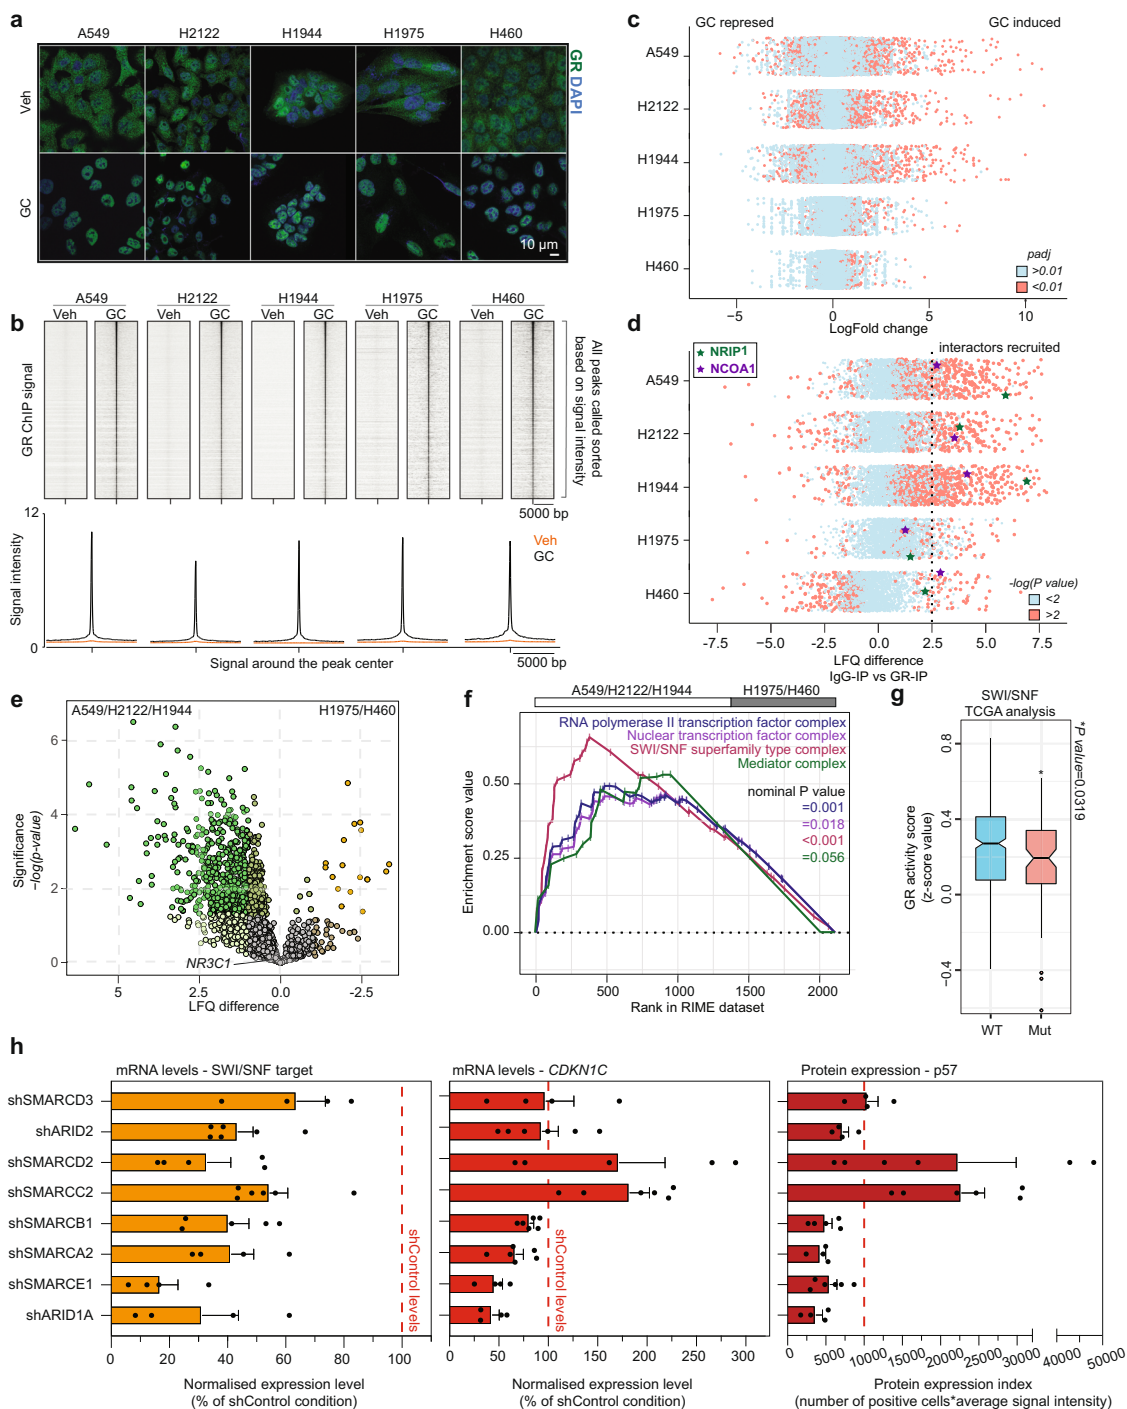 a
A549 H2122 H1944 H1975 H460
Veh
GC
GR DAPI
10 µm
b
A549 H2122 H1944 H1975 H460
Veh GC Veh GC Veh GC Veh GC Veh GC
GR ChIP signal
All peaks called sorted
based on signal intensity
5000 bp
12
0
Signal intensity
Veh
GC
Signal around the peak center
5000 bp
c
GC represed GC induced
A549
H2122
H1944
H1975
H460
padj
>0.01
<0.01
−5 0 5 10
LogFold change
d
NRIP1
NCOA1
interactors recruited
A549
H2122
H1944
H1975
H460
-log(P value)
<2
>2
-7.5 -5.0 -2.5 0.0 2.5 5.0 7.5
LFQ difference
IgG-IP vs GR-IP
e
A549/H2122/H1944 H1975/H460
6
4
2
0
Significance
−log(p-value)
NR3C1
5 2.5 0.0 -2.5
LFQ difference
f
A549/H2122/H1944 H1975/H460
RNA polymerase II transcription factor complex
Nuclear transcription factor complex
SWI/SNF superfamily type complex
Mediator complex
nominal P value
=0.001
=0.018
<0.001
=0.056
0.50
0.25
0.00
Enrichment score value
0 500 1000 1500 2000
Rank in RIME dataset
g
SWI/SNF
TCGA analysis
*P value=0.0319
*
0.8
0.4
0.0
−0.4
GR activity score
(z-score value)
WT Mut
h
mRNA levels - SWI/SNF target
mRNA levels - CDKN1C
Protein expression - p57
shSMARCD3
shARID2
shSMARCD2
shSMARCC2
shSMARCB1
shSMARCA2
shSMARCE1
shARID1A
shControl levels
shControl levels
0 20 40 60 80 100
Normalised expression level
(% of shControl condition)
0 50 100 150 200 250 300
Normalised expression level
(% of shControl condition)
0 5000 10000 15000 20000 25000 30000 40000 50000
Protein expression index
(number of positive cells*average signal intensity)